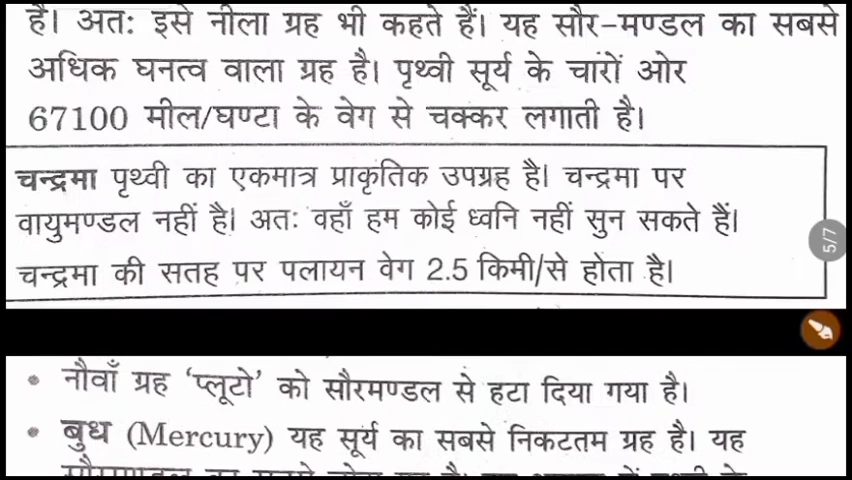 है। अतः इसे नीला ग्रह भी कहते हैं। यह सौर-मण्डल का सबसे
अधिक घनत्व वाला ग्रह है। पृथ्वी सूर्य के चारों ओर
67100 मील/घण्टा के वेग से चक्कर लगाती है।
चन्द्रमा पृथ्वी का एकमात्र प्राकृतिक उपग्रह है। चन्द्रमा पर
वायुमण्डल नहीं है। अतः वहाँ हम कोई ध्वनि नहीं सुन सकते हैं।
चन्द्रमा की सतह पर पलायन वेग 2.5 किमी/से होता है।
5/7
• नौवाँ ग्रह ‘प्लूटो’ को सौरमण्डल से हटा दिया गया है।
• बुध (Mercury) यह सूर्य का सबसे निकटतम ग्रह है। यह